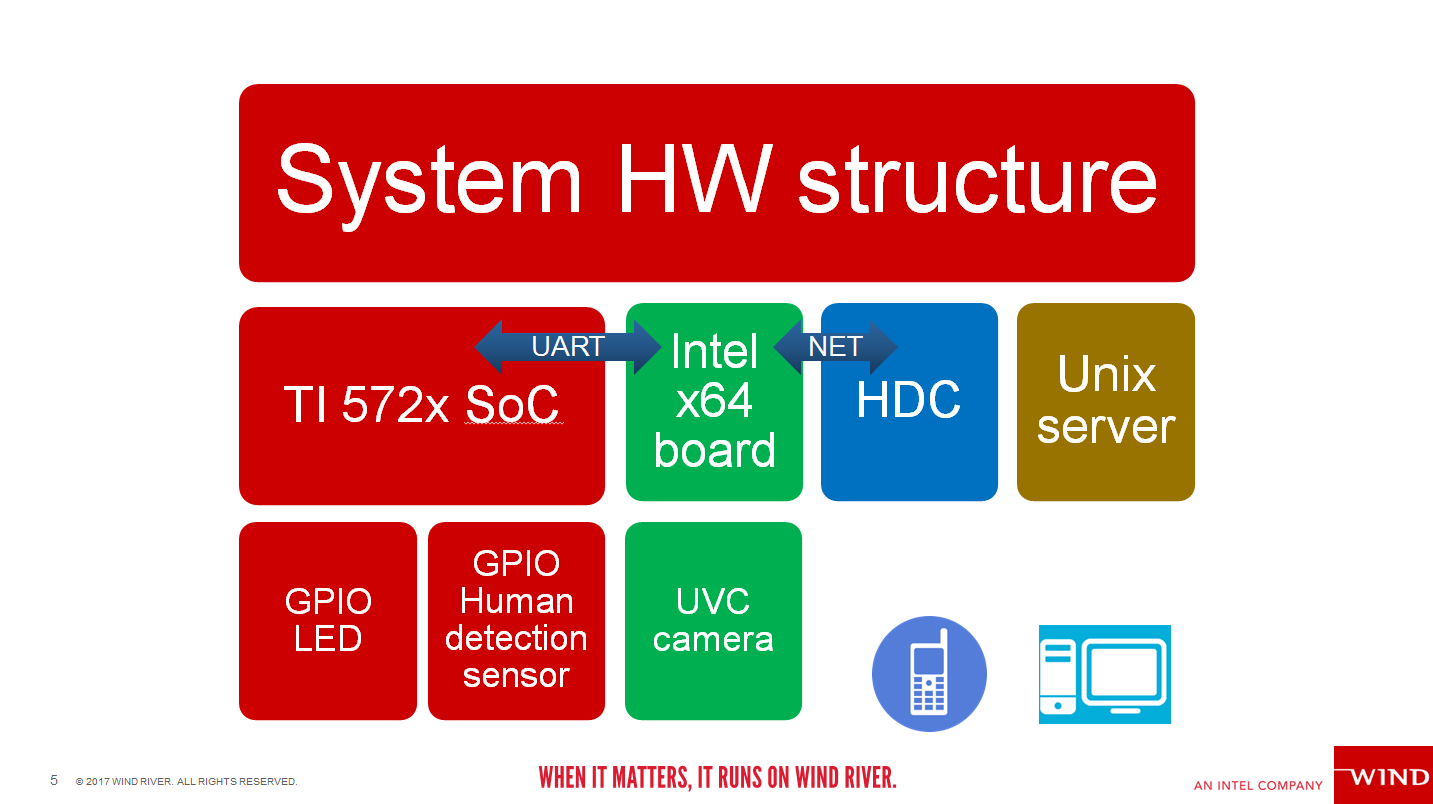 System HW structure
TI 572x SoC
UART
Intel
x64
board
NET
HDC
Unix
server
GPIO
LED
GPIO
Human
detection
sensor
UVC
camera
5
© 2017 WIND RIVER. ALL RIGHTS RESERVED.
WHEN IT MATTERS, IT RUNS ON WIND RIVER.
AN INTEL COMPANY
WIND